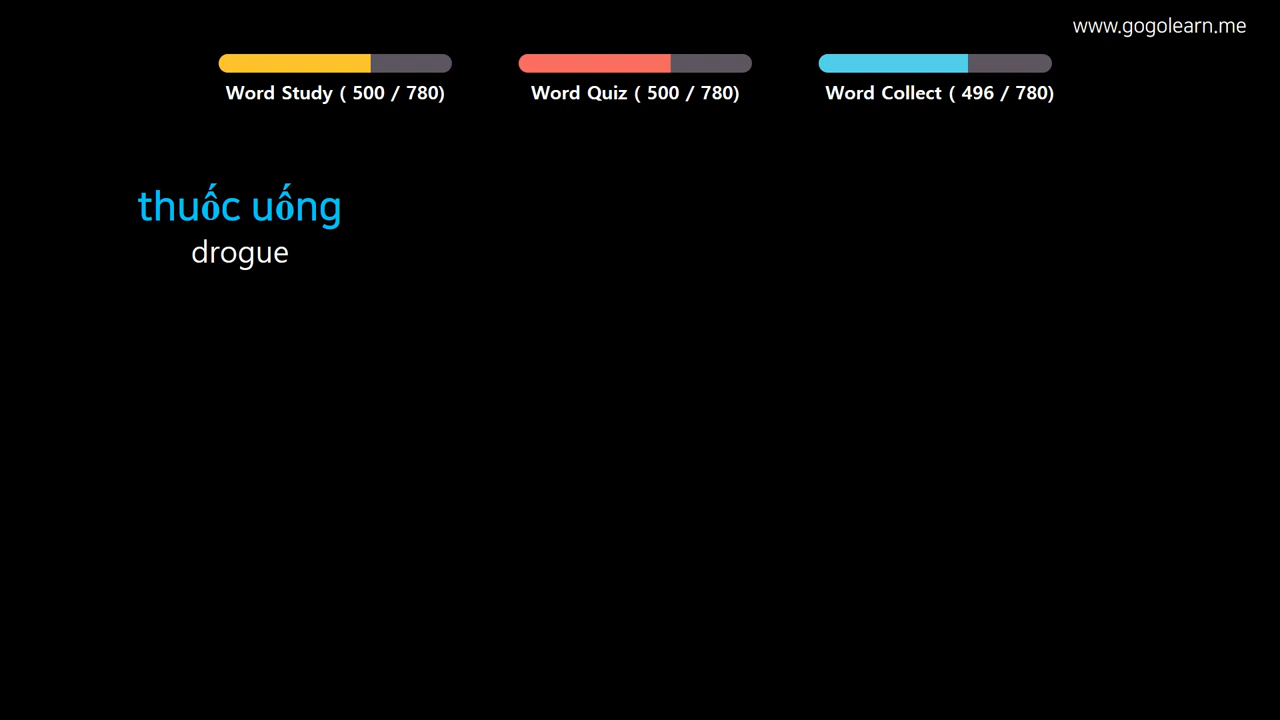 www.gogolearn.me
Word Study ( 500 / 780)
Word Quiz ( 500 / 780)
Word Collect ( 496 / 780)
thuốc uống
drogue